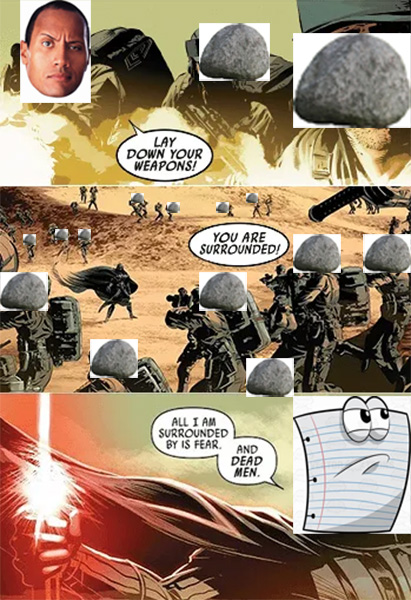 LAY
DOWN YOUR
WEAPONS!
YOU ARE
SURROUNDED!
ALL I AM
SURROUNDED
BY IS FEAR.
AND
DEAD
MEN.